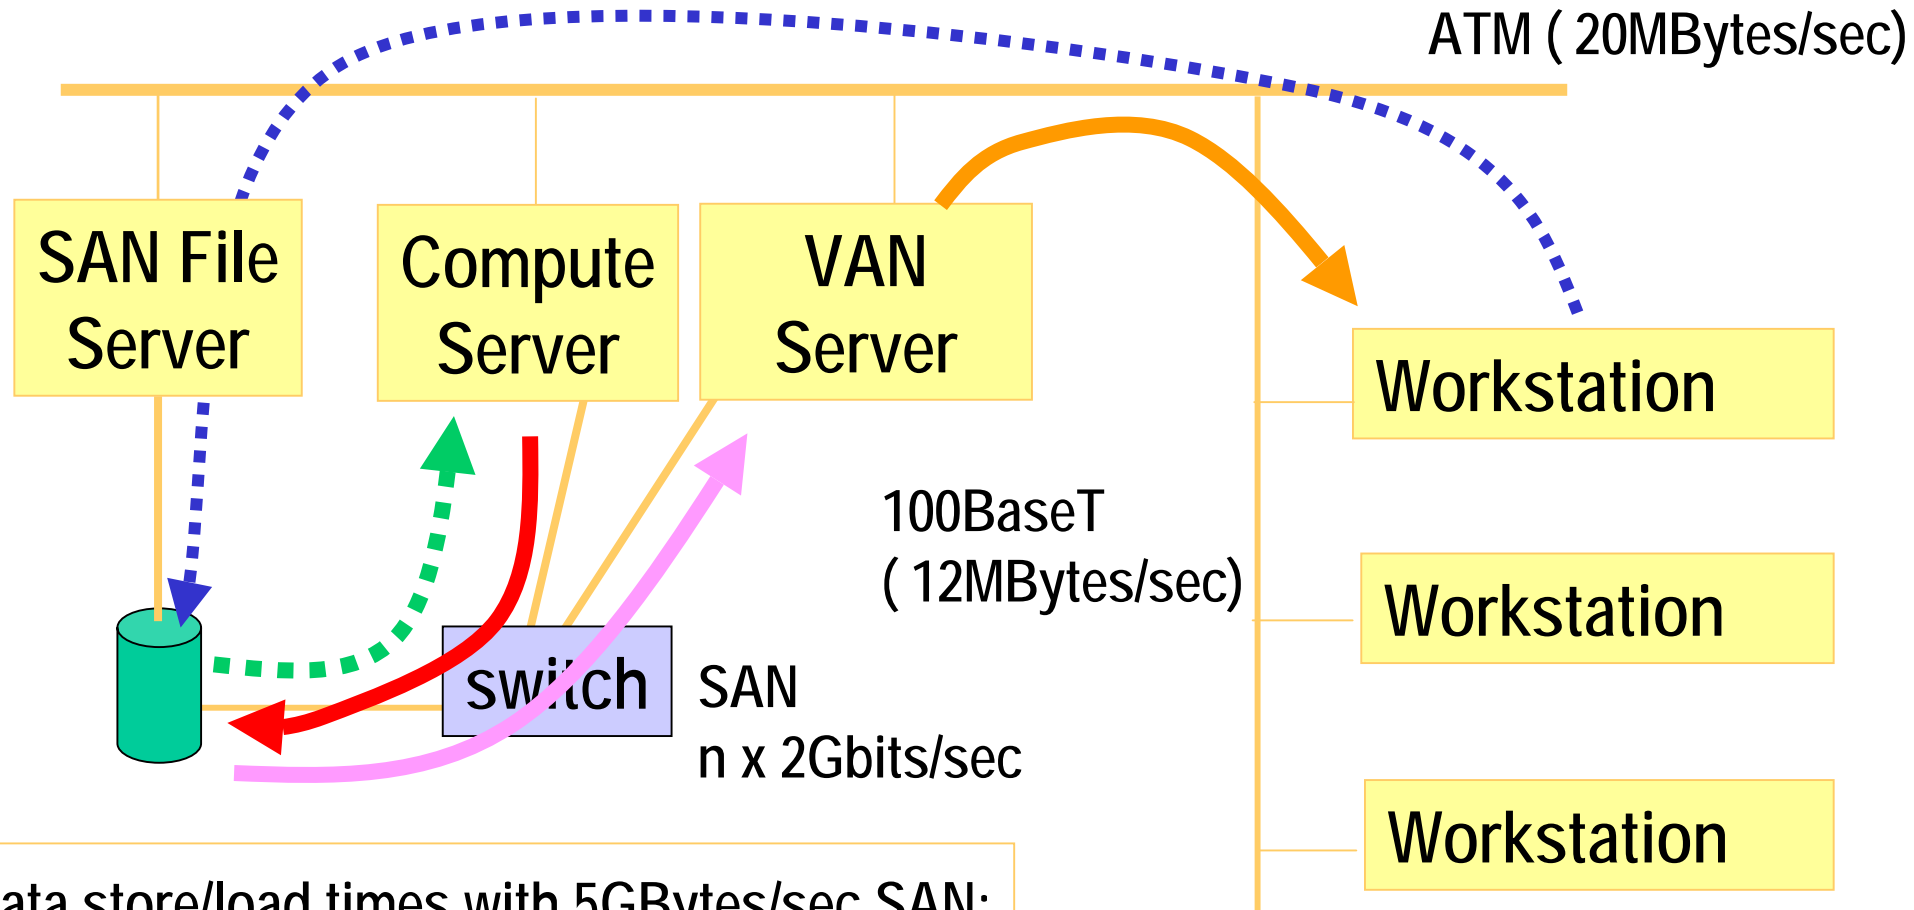 ATM ( 20MBytes/sec)
SAN File
Server
Compute
Server
VAN
Server
Workstation
100BaseT
( 12MBytes/sec)
Workstation
switch
SAN
n x 2Gbits/sec
Workstation
ata store/load times with 5GBytes/sec SAN: